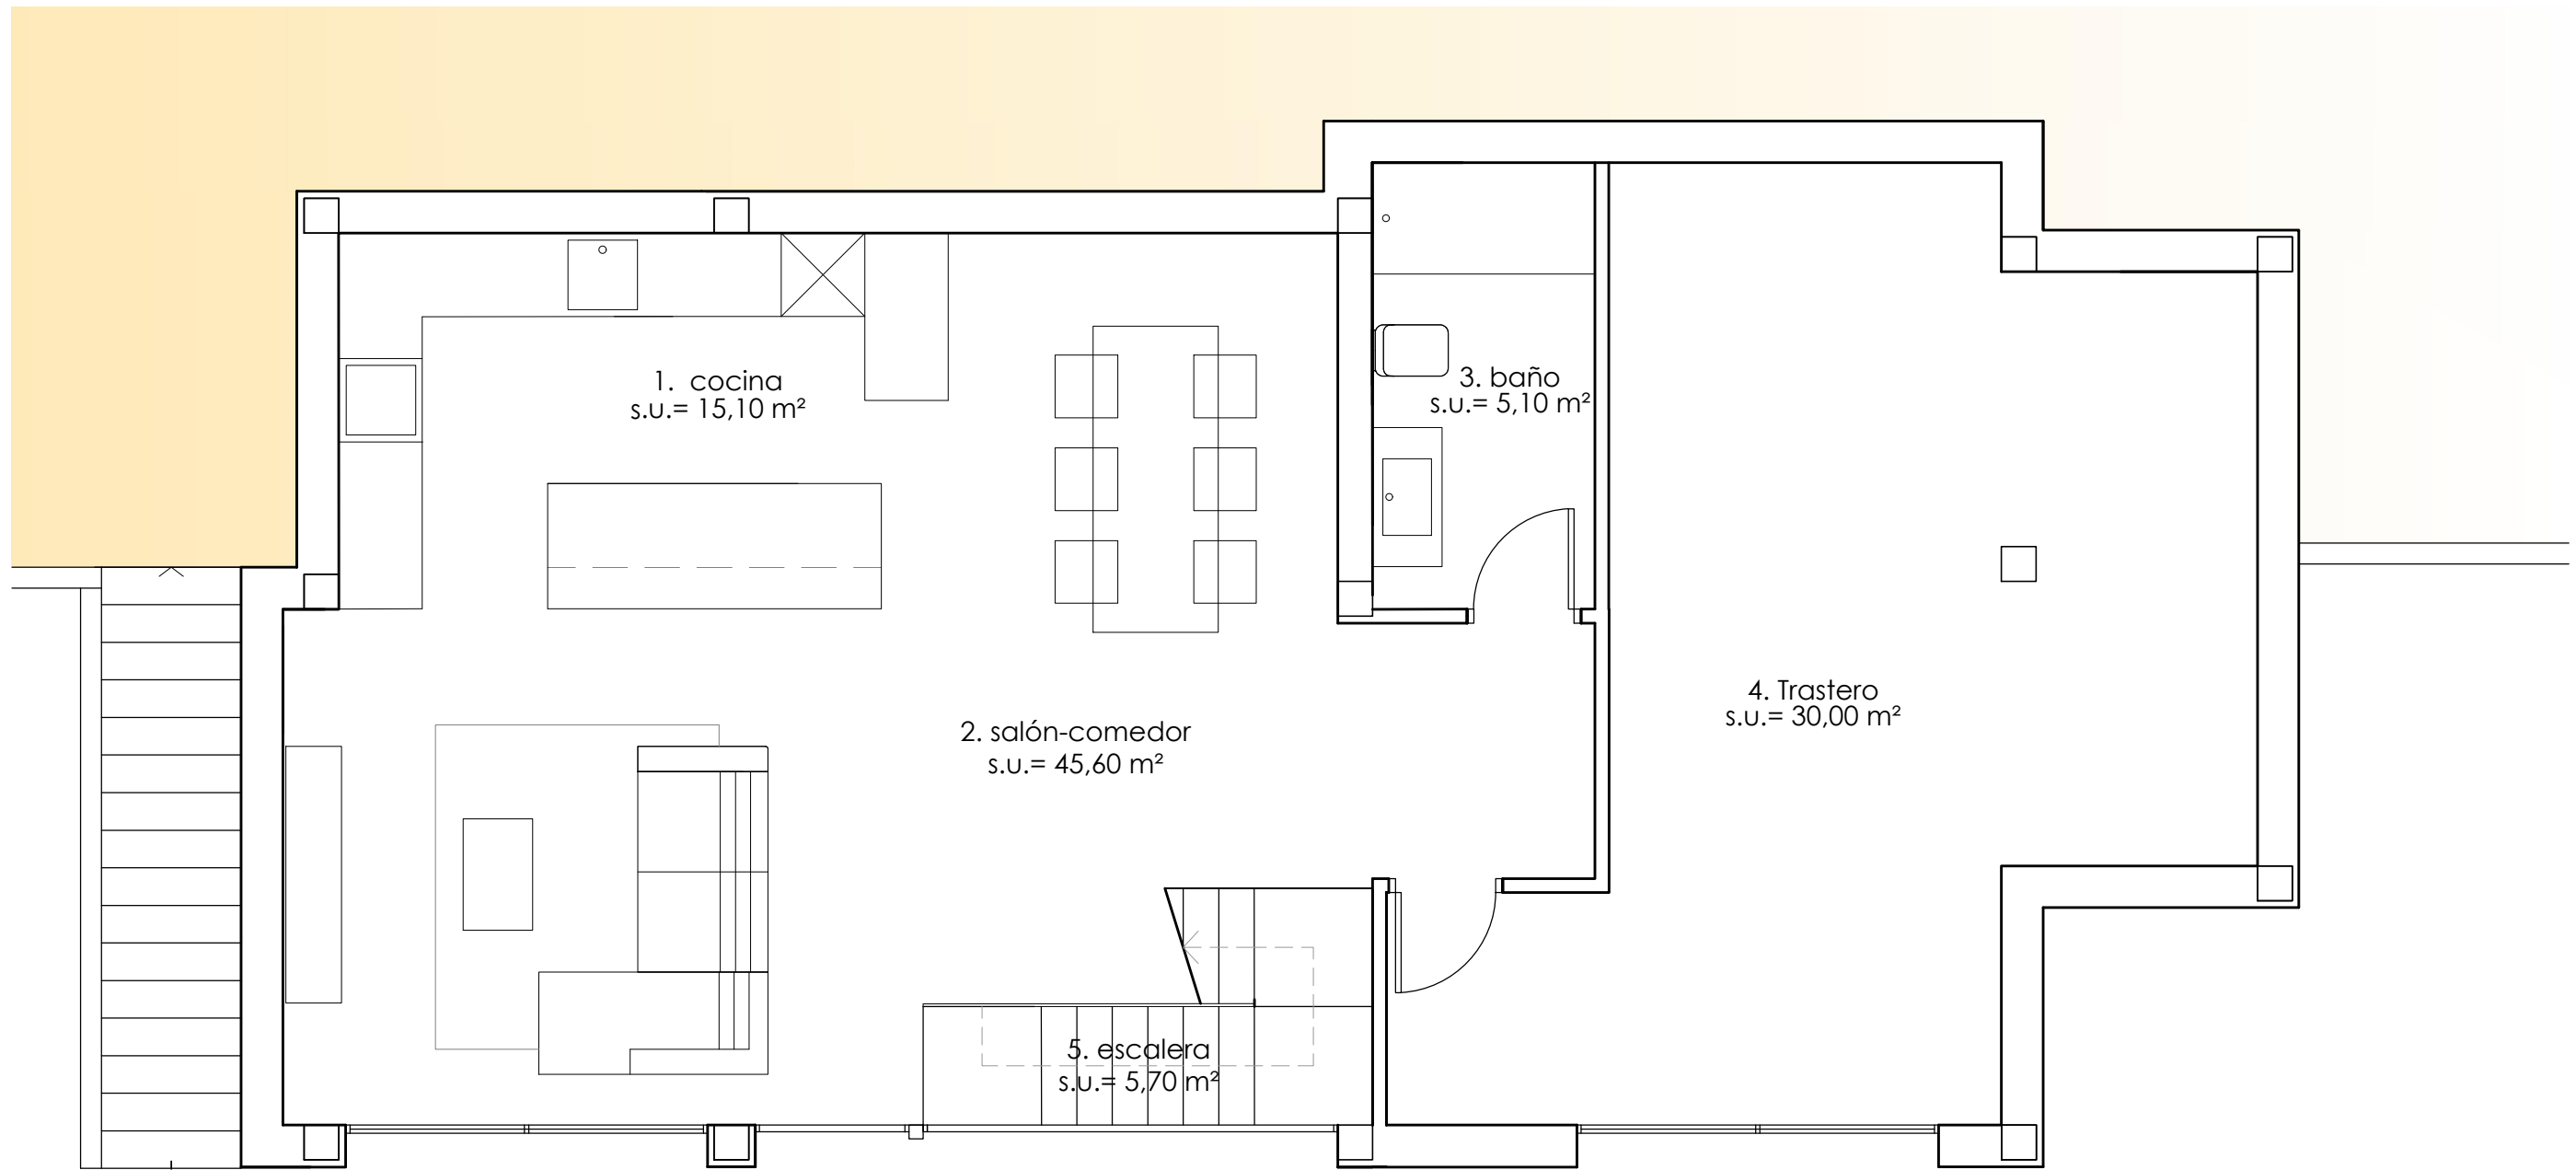 1. cocina
s.u.= 15,10 m²
3. baño
s.u.= 5,10 m²
2. salón-comedor
s.u.= 45,60 m²
4. Trastero
s.u.= 30,00 m²
5. escalera
s.u.= 5,70 m²